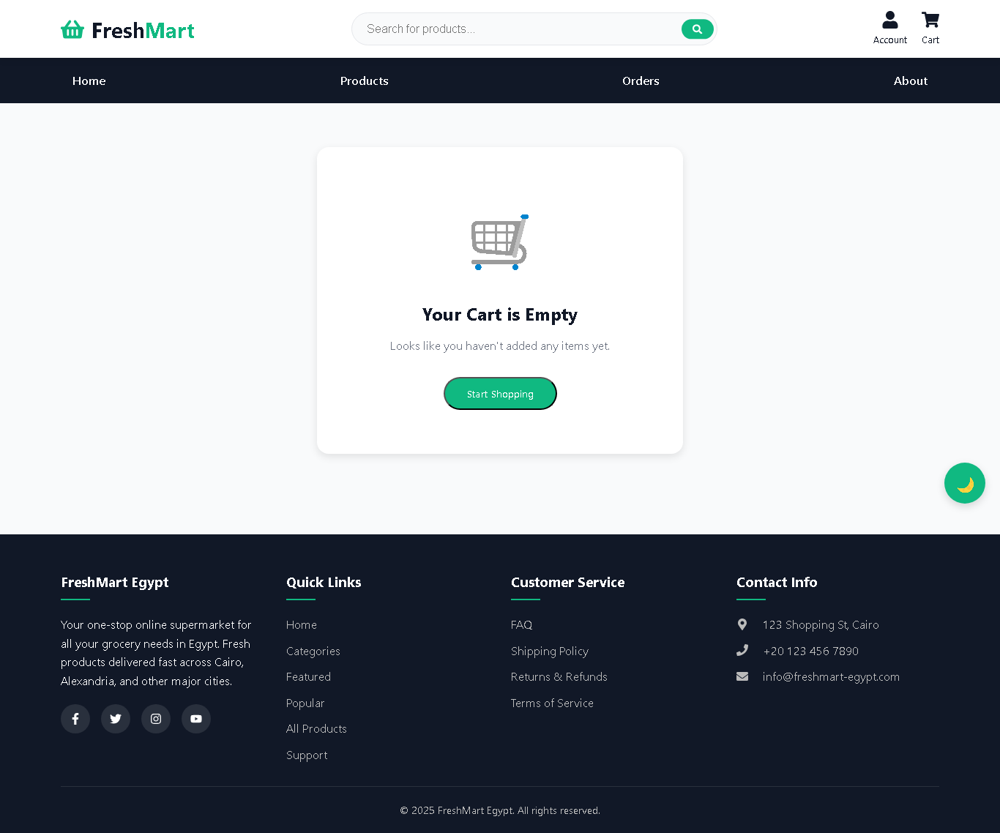 FreshMart
Search for products...
Account
Cart
Home
Products
Orders
About
Your Cart is Empty
Looks like you haven't added any items yet.
Start Shopping
FreshMart Egypt
Your one-stop online supermarket for
all your grocery needs in Egypt. Fresh
products delivered fast across Cairo,
Alexandria, and other major cities.
Quick Links
Home
Categories
Featured
Popular
All Products
Support
Customer Service
FAQ
Shipping Policy
Returns & Refunds
Terms of Service
Contact Info
123 Shopping St, Cairo
+20 123 456 7890
info@freshmart-egypt.com
© 2025 FreshMart Egypt. All rights reserved.